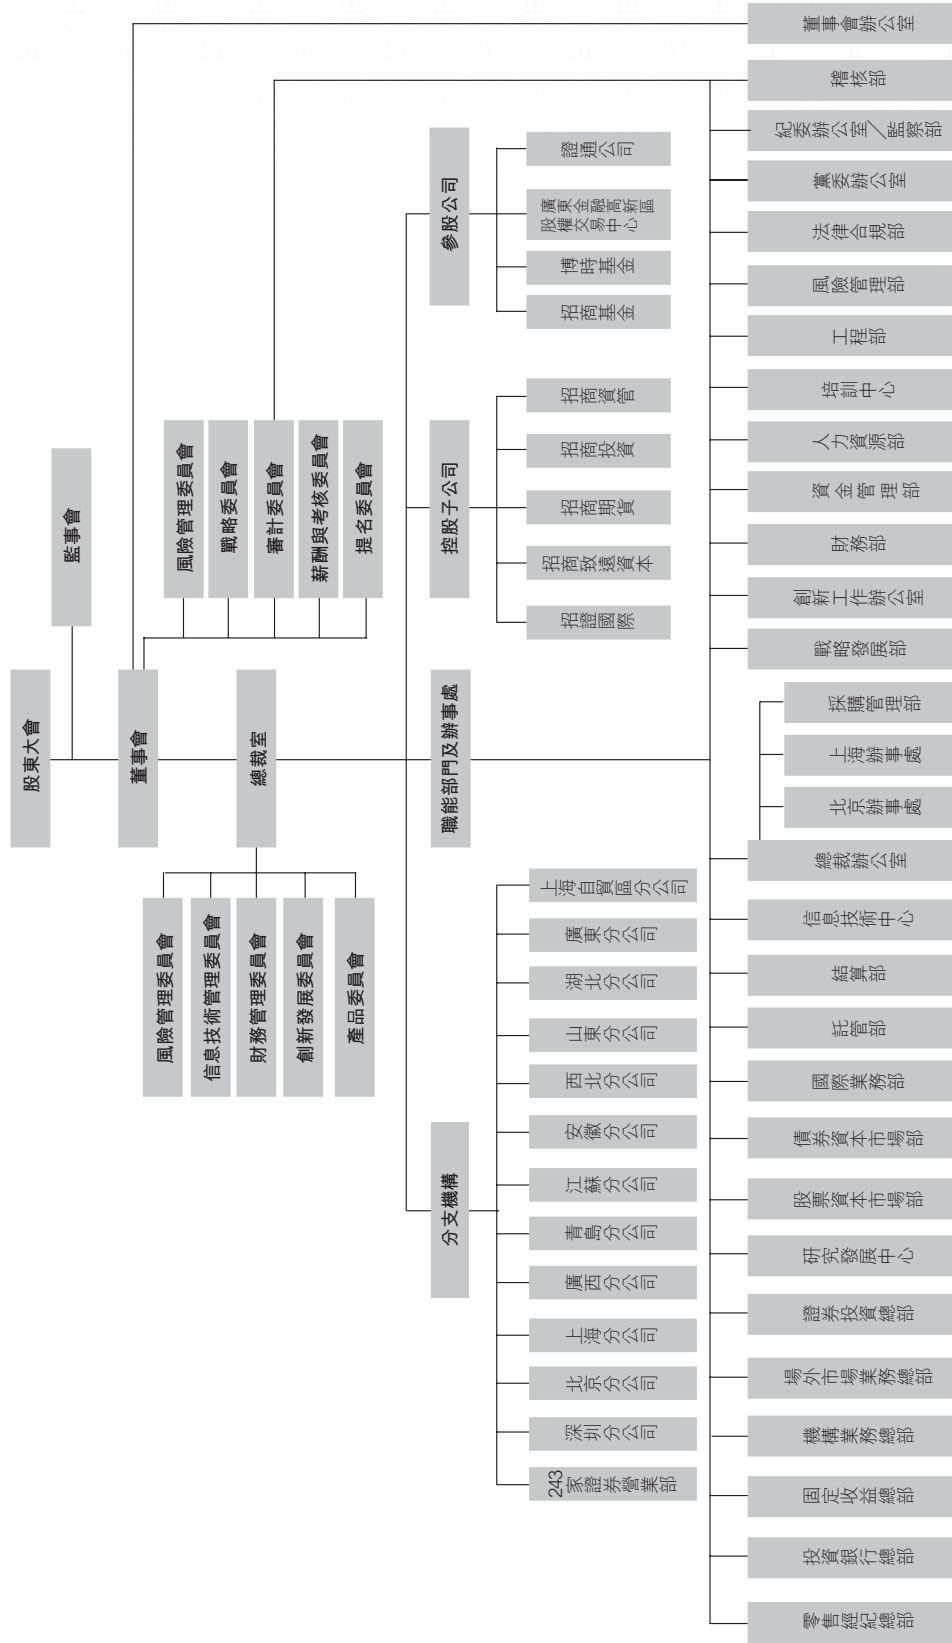 股東大會
監事會
董事會
風險管理委員會
戰略委員會
審計委員會
薪酬與考核委員會
提名委員會
總裁室
風險管理委員會
信息技術管理委員會
財務管理委員會
創新發展委員會
產品委員會
分支機構
職能部門及辦事處
控股子公司
參股公司
243
家證券營業部
深圳分公司
北京分公司
上海分公司
廣西分公司
青島分公司
江蘇分公司
安徽分公司
西北分公司
山東分公司
湖北分公司
廣東分公司
上海自貿區分公司
招證國際
招商致遠資本
招商期貨
招商投資
招商資管
招商基金
博時基金
廣東金融高新區
股權交易中心
證通公司
零售經紀總部
投資銀行總部
固定收益總部
機構業務總部
場外市場業務總部
證券投資總部
研究發展中心
股票資本市場部
債券資本市場部
國際業務部
託管部
結算部
信息技術中心
總裁辦公室
北京辦事處
上海辦事處
採購管理部
戰略發展部
創新工作辦公室
財務部
資金管理部
人力資源部
培訓中心
工程部
風險管理部
法律合規部
黨委辦公室
紀委辦公室／監察部
稽核部
董事會辦公室